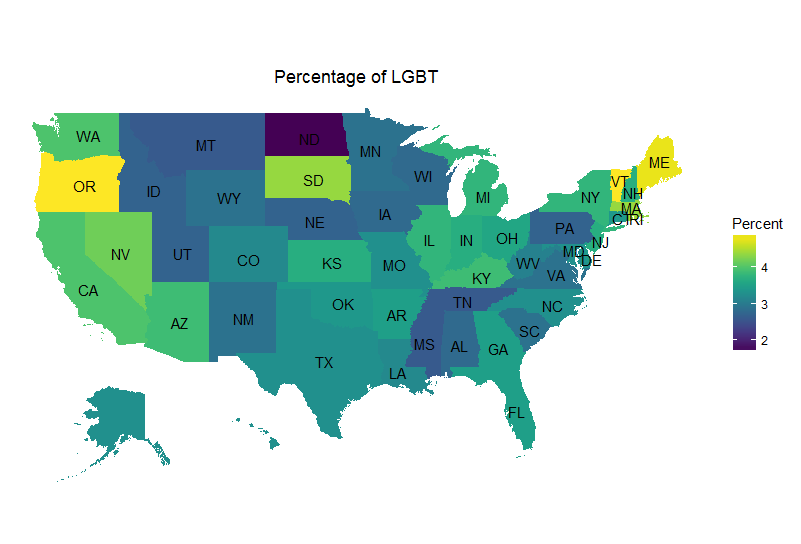 Percentage of LGBT
WA
MT
ND
MN
ME
OR
ID
WY
SD
WI
MI
VT
NH
NY
MA
CT
RI
NE
IA
PA
NJ
NV
UT
CO
KS
IL
IN
OH
MD
DE
CA
MO
KY
WV
VA
AZ
NM
OK
AR
TN
NC
TX
MS
AL
GA
SC
LA
FL
Percent
4
3
2